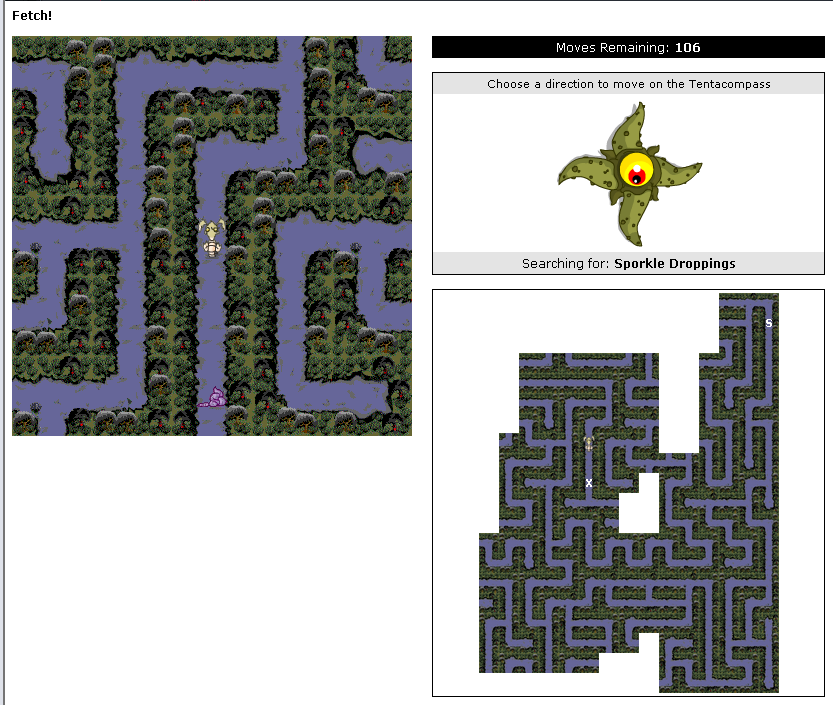 Fetch!
Moves Remaining: 106
Choose a direction to move on the Tentacompass
Searching for: Sporkle Droppings
S
X